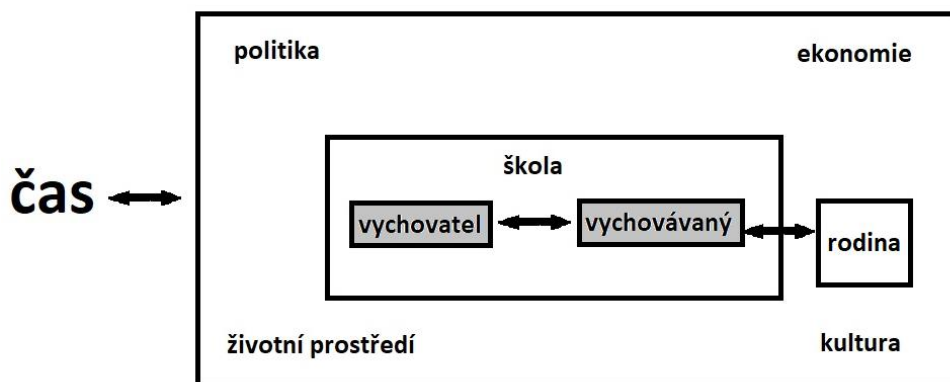 politika
ekonomie
škola
čas
vychovatel
vychovávaný
rodina
životní prostředí
kultura